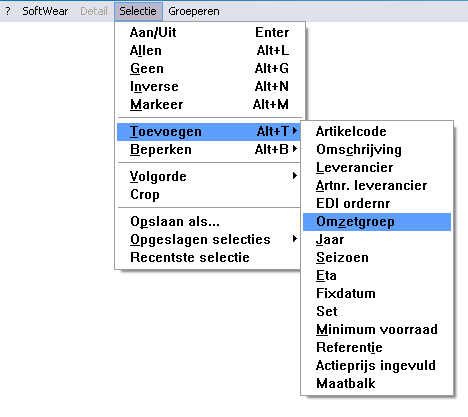 ? SoftWear Detail Selectie Groeperen
Aan/Uit Enter
Allen Alt+L
Geen Alt+G
Inverse Alt+N
Markeer Alt+M
Toevoegen Alt+T
Beperken Alt+B
Volgorde
Crop
Opslaan als...
Opgeslagen selecties
Recentste selectie
Artikelcode
Omschrijving
Leverancier
Artnr. leverancier
EDI ordernr
Omzetgroep
Jaar
Seizoen
Eta
Fixdatum
Set
Minimum voorraad
Referentie
Actieprijs ingevuld
Maatbalk